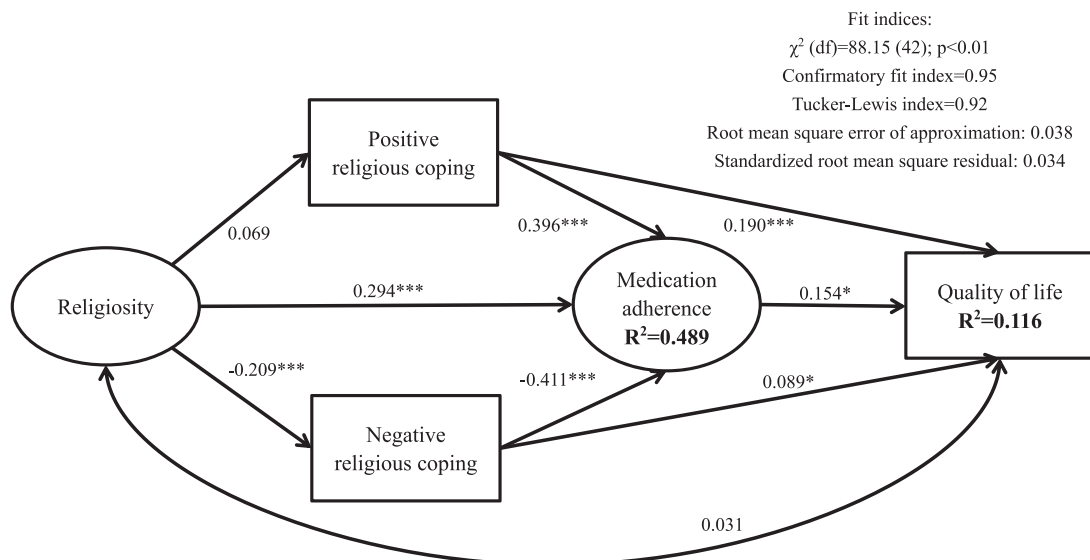 Fit indices:
χ² (df)=88.15 (42); p<0.01
Confirmatory fit index=0.95
Tucker-Lewis index=0.92
Root mean square error of approximation: 0.038
Standardized root mean square residual: 0.034
Positive
religious coping
0.069
0.396***
0.190***
Religiosity
0.294***
Medication
adherence
R²=0.489
0.154*
Quality of life
R²=0.116
-0.209***
-0.411***
0.089*
Negative
religious coping
0.031